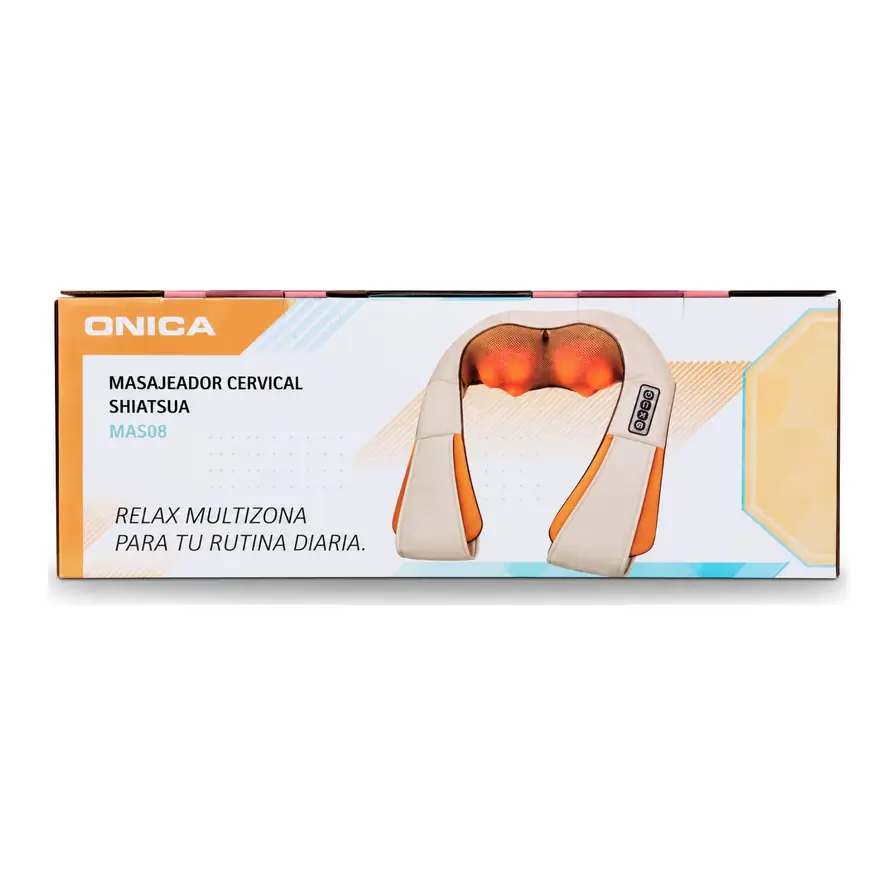 ONICA
MASAJEADOR CERVICAL
SHIATSUA
MAS08
RELAX MULTIZONA
PARA TU RUTINA DIARIA.